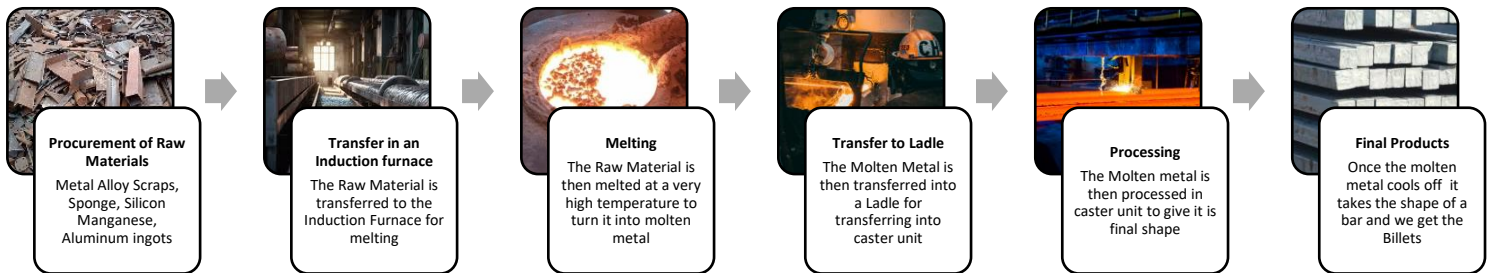 Procurement of Raw
Materials
Metal Alloy Scraps,
Sponge, Silicon
Manganese,
Aluminum ingots
Transfer in an
Induction furnace
The Raw Material is
transferred to the
Induction Furnace for
melting
Melting
The Raw Material is
then melted at a very
high temperature to
turn it into molten
metal
Transfer to Ladle
The Molten Metal is
then transferred into
a Ladle for
transferring into
caster unit
Processing
The Molten metal is
then processed in
caster unit to give it is
final shape
Final Products
Once the molten
metal cools off it
takes the shape of a
bar and we get the
Billets